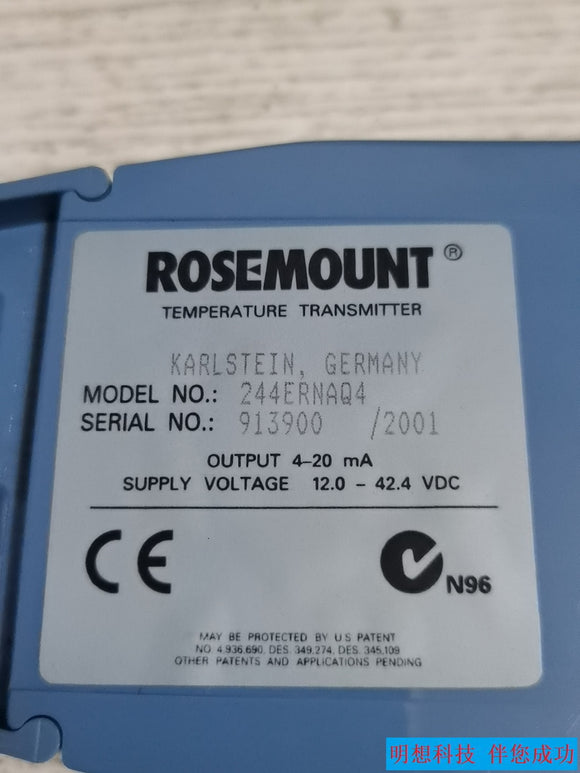 ROSEMOUNT®
TEMPERATURE TRANSMITTER
KARLSTEIN, GERMANY
MODEL NO.: 244ERNAQ4
SERIAL NO.: 913900 /2001
OUTPUT 4-20 mA
SUPPLY VOLTAGE 12.0 - 42.4 VDC
CE
N96
MAY BE PROTECTED BY U S PATENT
NO. 4,936,690, DES. 349,274, DES. 345,109
OTHER PATENTS AND APPLICATIONS PENDING
明想科技 伴您成功